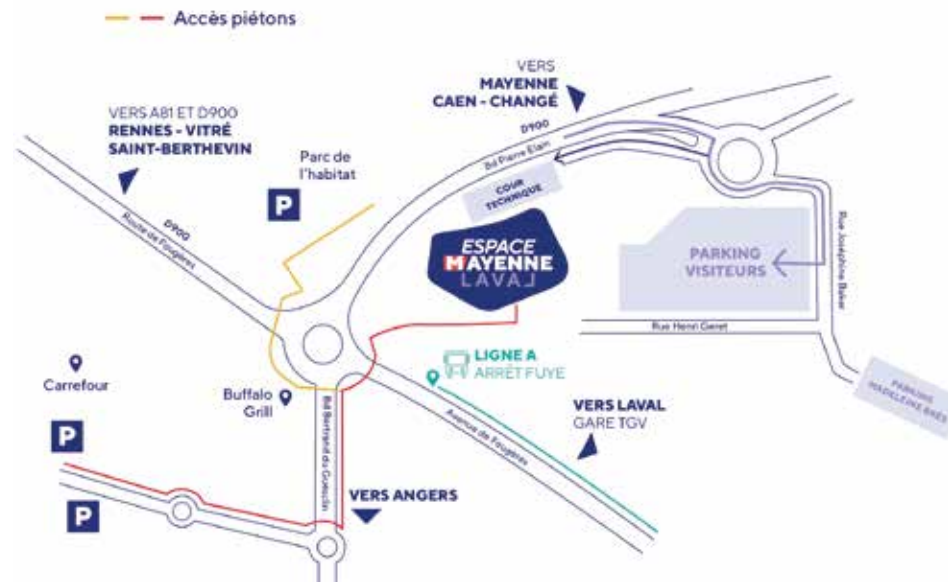 Accès piétons
VERS
MAYENNE
CAEN - CHANGÉ
VERS A81 ET D900
RENNES - VITRÉ
SAINT-BERTHEVIN
D900
Bd Pierre Elain
Parc de
l'habitat
P
COUR
TECHNIQUE
D900
Route de Fougères
ESPACE
MAYENNE
LAVAL
PARKING
VISITEURS
Rue Joséphine Baker
Rue Henri Geret
LIGNE A
ARRÊT FUYE
Carrefour
Buffalo
Grill
PARKING
MADELEINE BRÈS
VERS LAVAL
GARE TGV
Avenue de Fougères
Bd Bertrand du Guesclin
P
VERS ANGERS
P